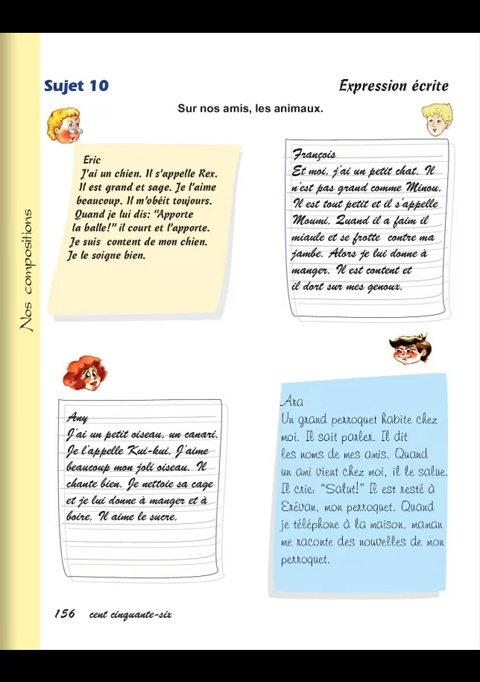 Sujet 10
Expression écrite
Sur nos amis, les animaux.
Eric
J'ai un chien. Il s'appelle Rex.
Il est grand et sage. Je l'aime
beaucoup. Il m'obéit toujours.
Quand je lui dis: "Apporte
la balle!" il court et l'apporte.
Je suis content de mon chien.
Je le soigne bien.
François
Et moi, j'ai un petit chat. Il
n'est pas grand comme Minou.
Il est tout petit et il s'appelle
Moumi. Quand il a faim il
miaule et se frotte contre ma
jambe. Alors je lui donne à
manger. Il est content et
il dort sur mes genoux.
Nos compositions
Any
J'ai un petit oiseau, un canari.
Je l'appelle Kui-kui. J'aime
beaucoup mon joli oiseau. Il
chante bien. Je nettoie sa cage
et je lui donne à manger et à
boire. Il aime le sucre.
Ara
Un grand perroquet habite chez
moi. Il sait parler. Il dit
les noms de mes amis. Quand
un ami vient chez moi, il le salue.
Il crie: "Salut!" Il est resté à
Erévan, mon perroquet. Quand
je téléphone à la maison, maman
me raconte des nouvelles de mon
perroquet.
156 cent cinquante-six